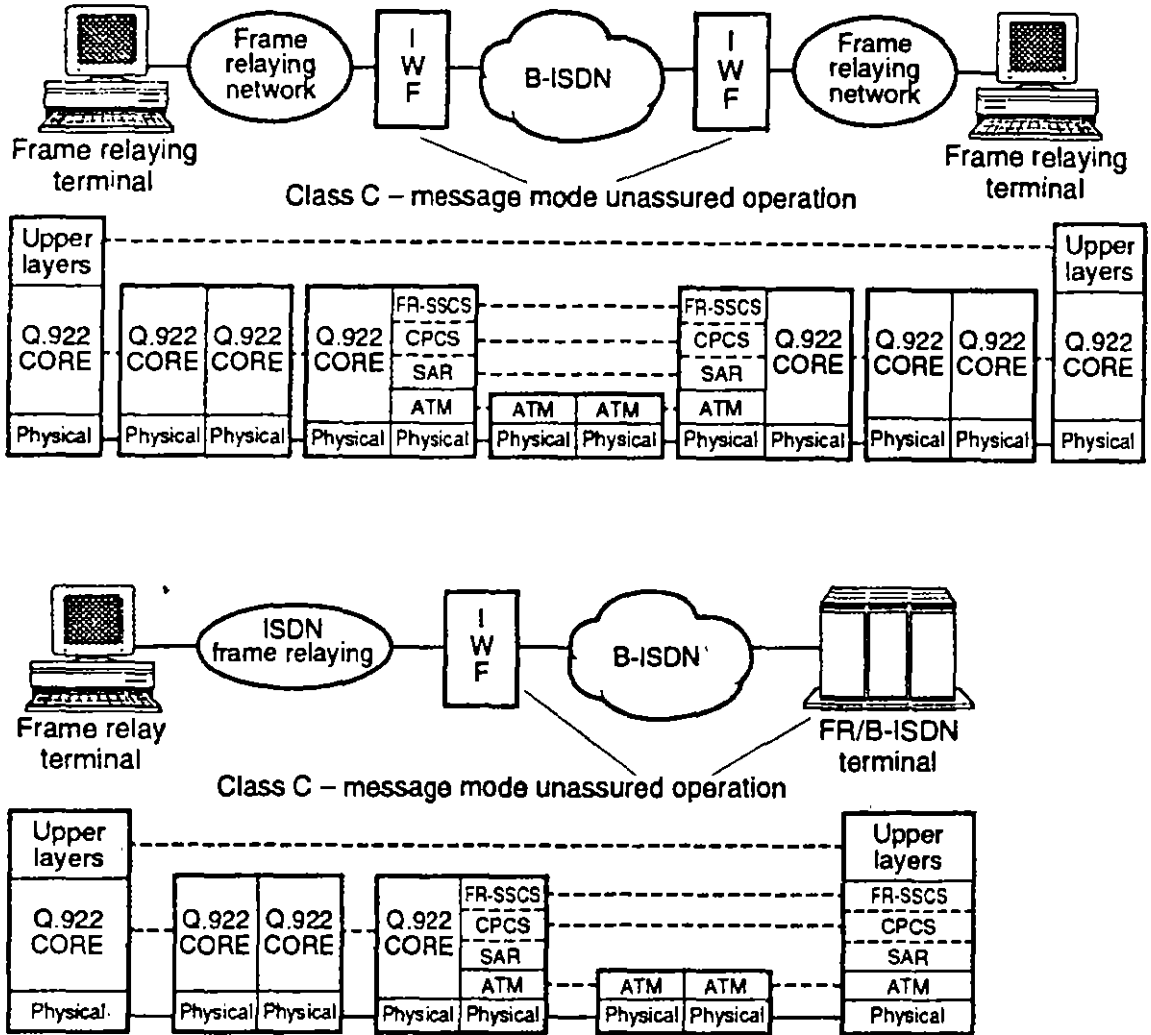 Frame
relaying
network
I
W
F
B-ISDN
I
W
F
Frame
relaying
network
Frame relaying
terminal
Frame relaying
terminal
Class C – message mode unassured operation
Upper
layers
Upper
layers
Q.922
CORE
Q.922
CORE
Q.922
CORE
Q.922
CORE
FR-SSCS
CPCS
SAR
ATM
ATM
ATM
FR-SSCS
CPCS
SAR
ATM
Q.922
CORE
Q.922
CORE
Q.922
CORE
Q.922
CORE
Physical
Physical
Physical
Physical
Physical
Physical
Physical
Physical
Physical
Physical
Physical
Physical
ISDN
frame relaying
I
W
F
B-ISDN
Frame relay
terminal
FR/B-ISDN
terminal
Class C – message mode unassured operation
Upper
layers
Upper
layers
Q.922
CORE
Q.922
CORE
Q.922
CORE
Q.922
CORE
FR-SSCS
CPCS
SAR
ATM
ATM
ATM
FR-SSCS
CPCS
SAR
ATM
Physical
Physical
Physical
Physical
Physical
Physical
Physical
Physical